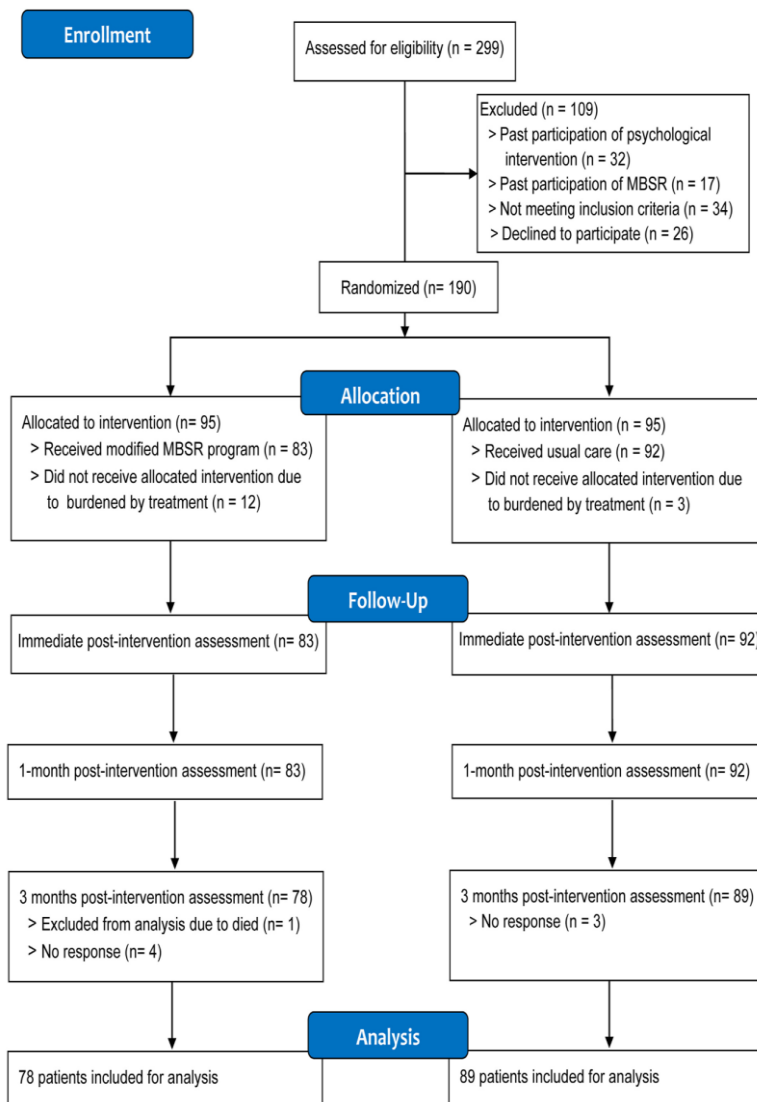 Enrollment
Assessed for eligibility (n = 299)
Excluded (n = 109)
> Past participation of psychological
intervention (n = 32)
> Past participation of MBSR (n = 17)
> Not meeting inclusion criteria (n = 34)
> Declined to participate (n = 26)
Randomized (n= 190)
Allocation
Allocated to intervention (n= 95)
> Received modified MBSR program (n = 83)
> Did not receive allocated intervention due
to burdened by treatment (n = 12)
Allocated to intervention (n = 95)
> Received usual care (n = 92)
> Did not receive allocated intervention due
to burdened by treatment (n = 3)
Follow-Up
Immediate post-intervention assessment (n= 83)
Immediate post-intervention assessment (n= 92)
1-month post-intervention assessment (n= 83)
1-month post-intervention assessment (n= 92)
3 months post-intervention assessment (n= 78)
> Excluded from analysis due to died (n= 1)
> No response (n= 4)
3 months post-intervention assessment (n= 89)
> No response (n = 3)
Analysis
78 patients included for analysis
89 patients included for analysis